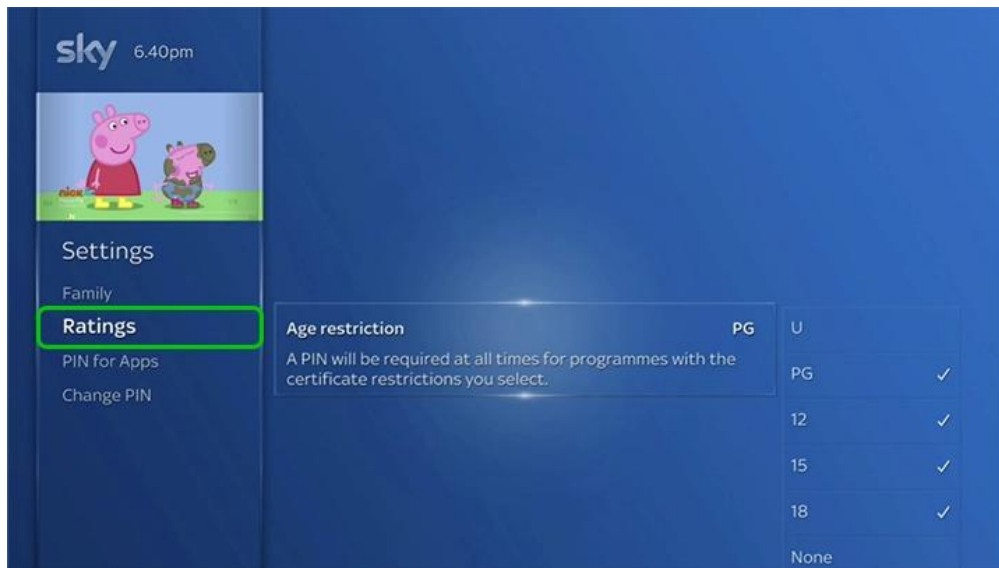 sky 6.40pm
nick
Settings
Family
Ratings
PIN for Apps
Change PIN
Age restriction PG
A PIN will be required at all times for programmes with the
certificate restrictions you select.
U
PG ✓
12 ✓
15 ✓
18 ✓
None